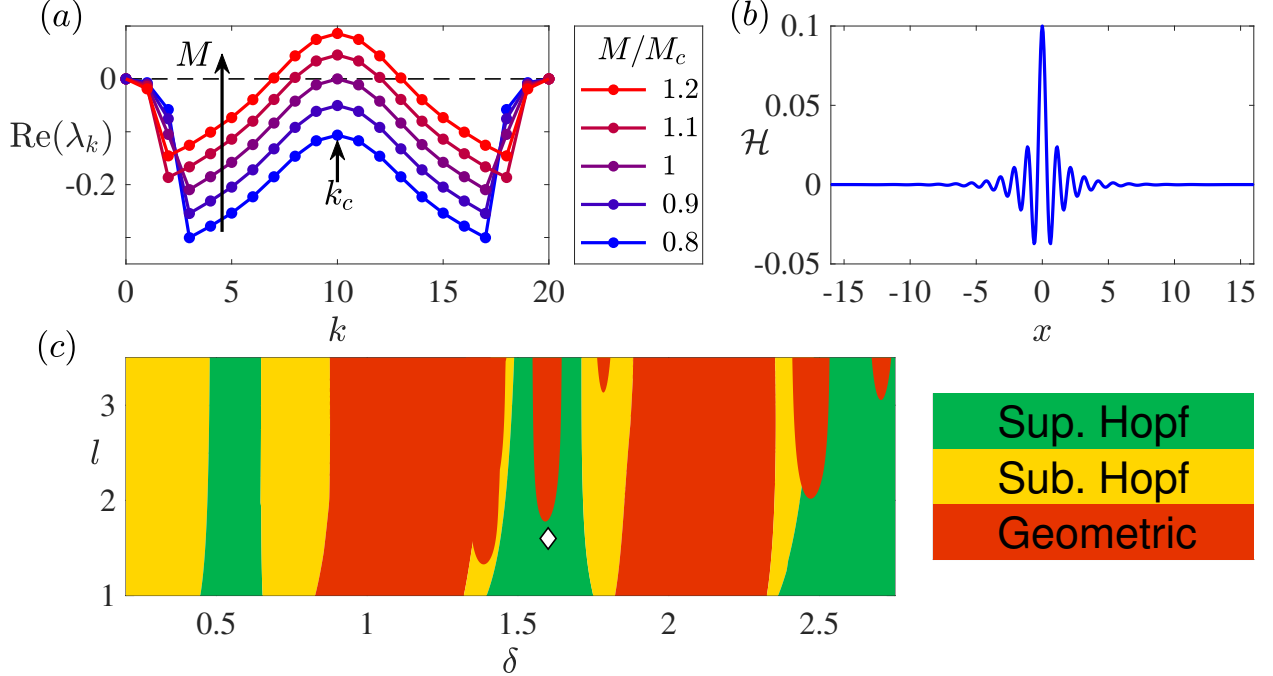 (a)
M
0
Re(λk)
-0.2
kc
0 5 10 15 20
k
M/Mc
1.2
1.1
1
0.9
0.8
(b)
0.1
0.05
ℋ
0
-0.05
-15 -10 -5 0 5 10 15
x
(c)
3
l
2
1
0.5 1 1.5 2 2.5
δ
Sup. Hopf
Sub. Hopf
Geometric